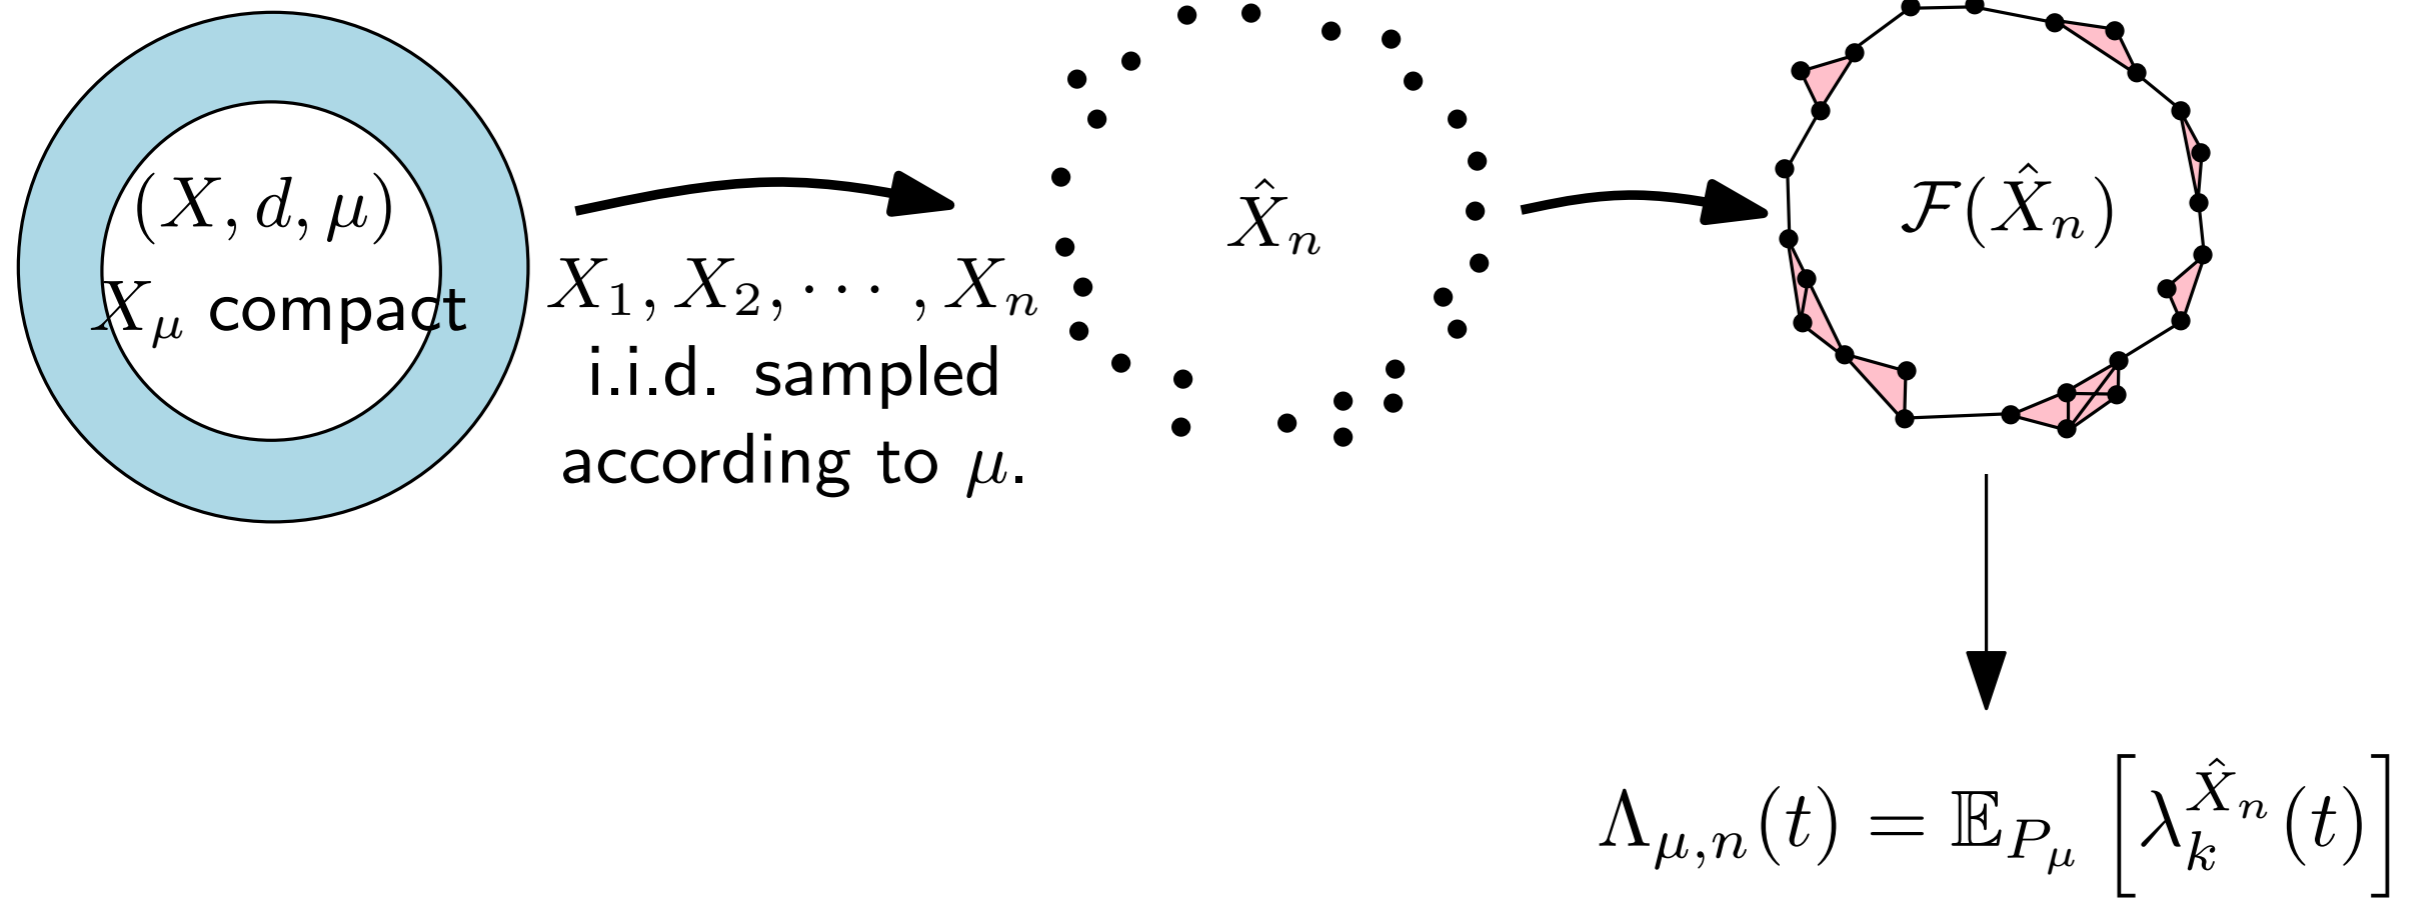 (X, d, μ)
X_μ compact
X_1, X_2, ⋯ , X_n
i.i.d. sampled
according to μ.
X̂_n
ℱ(X̂_n)
Λ_{μ,n}(t) = 𝔼_{P_μ} [λ_k^{X̂_n}(t)]